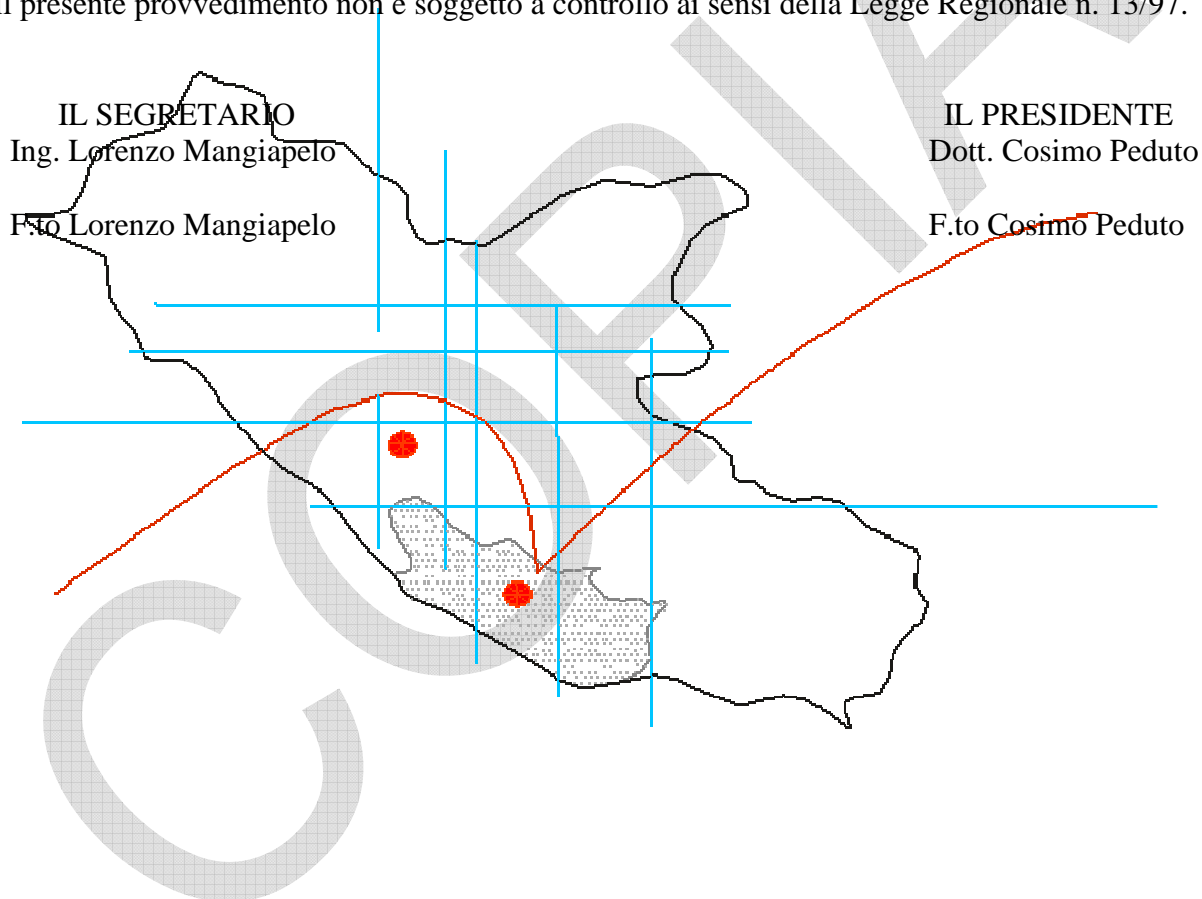 Il presente provvedimento non è soggetto a controllo ai sensi della Legge Regionale n. 13/97.
IL SEGRETARIO
Ing. Lorenzo Mangiapelo
F.to Lorenzo Mangiapelo
IL PRESIDENTE
Dott. Cosimo Peduto
F.to Cosimo Peduto
COPIA